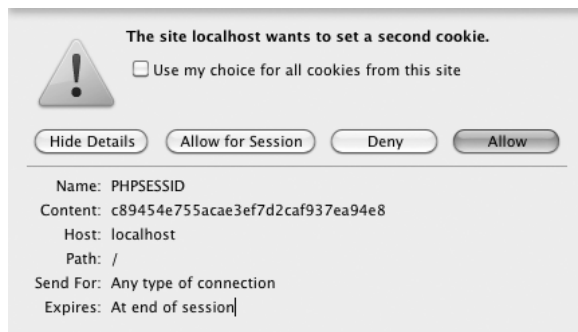 The site localhost wants to set a second cookie.
Use my choice for all cookies from this site
Hide Details Allow for Session Deny Allow
Name: PHPSESSID
Content: c89454e755acae3ef7d2caf937ea94e8
Host: localhost
Path: /
Send For: Any type of connection
Expires: At end of session